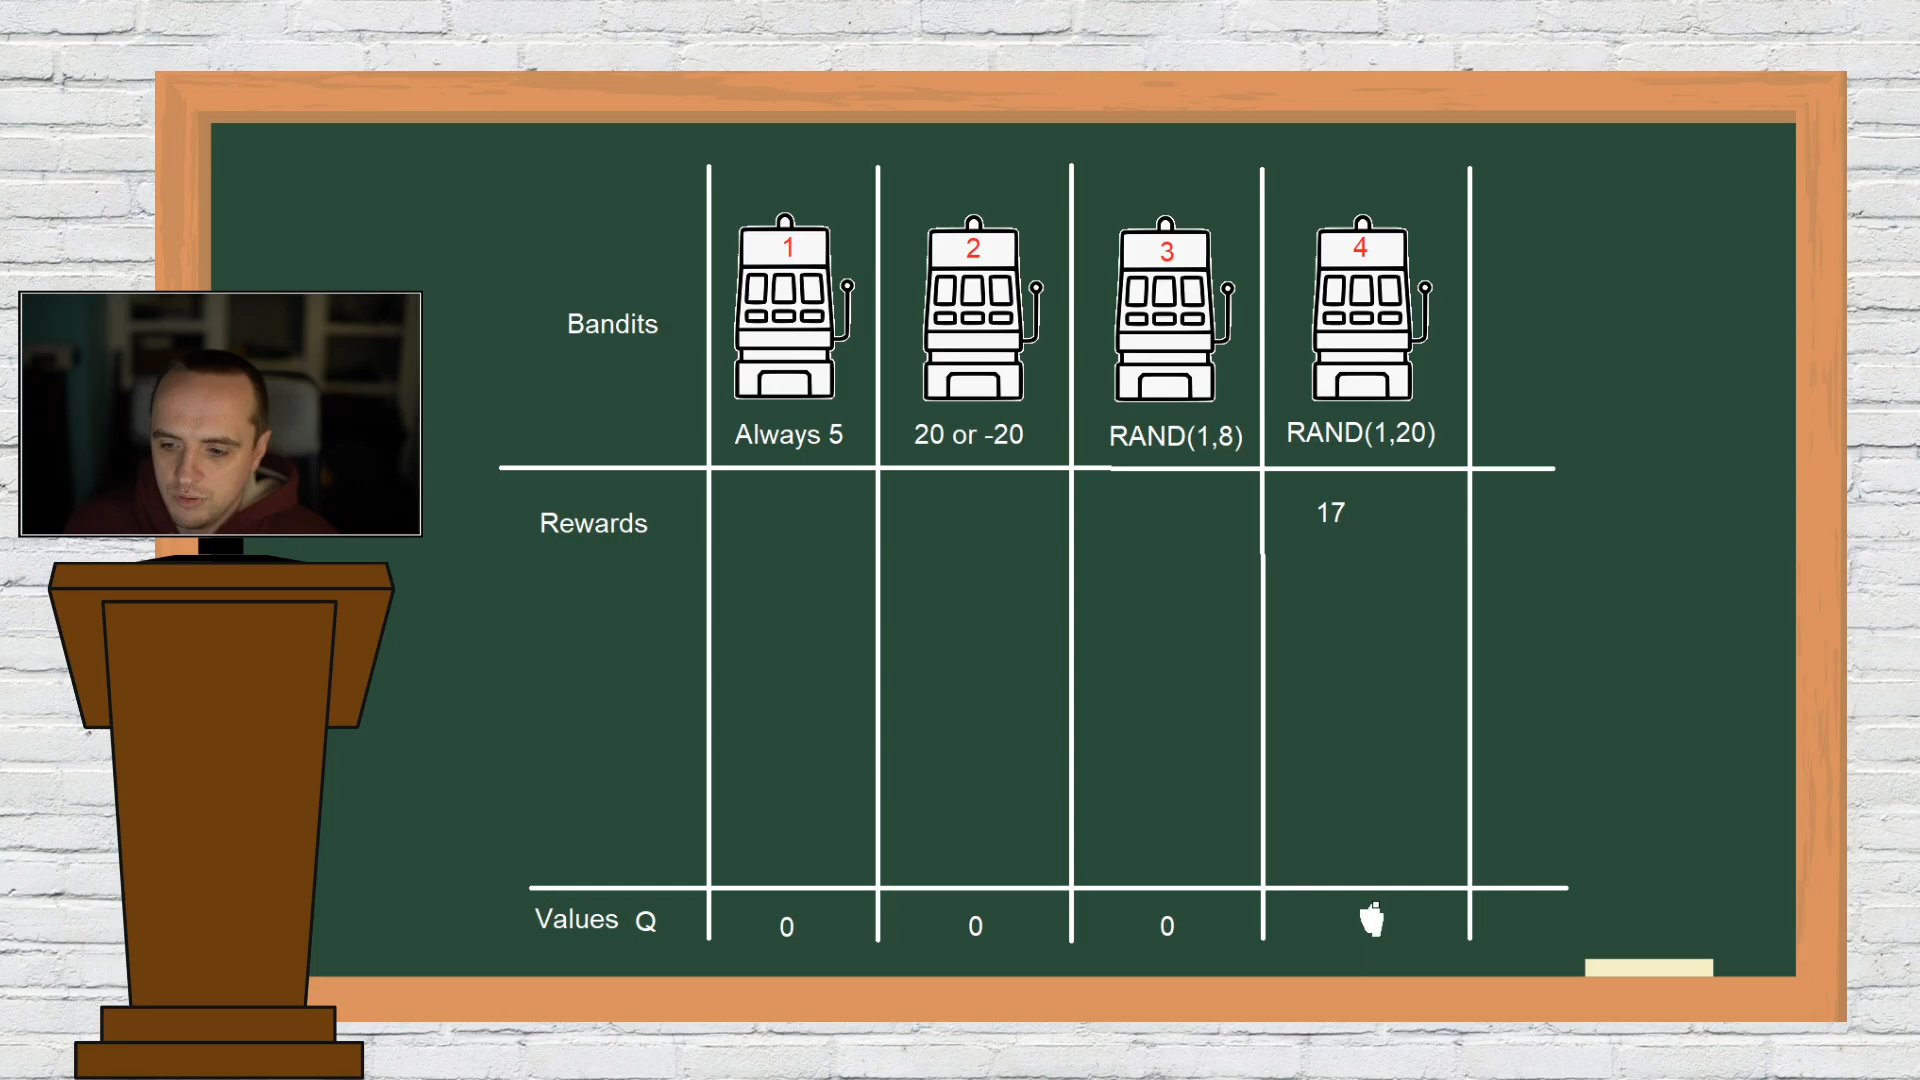 1 2 3 4
Bandits
Always 5 20 or -20 RAND(1,8) RAND(1,20)
Rewards 17
Values Q 0 0 0